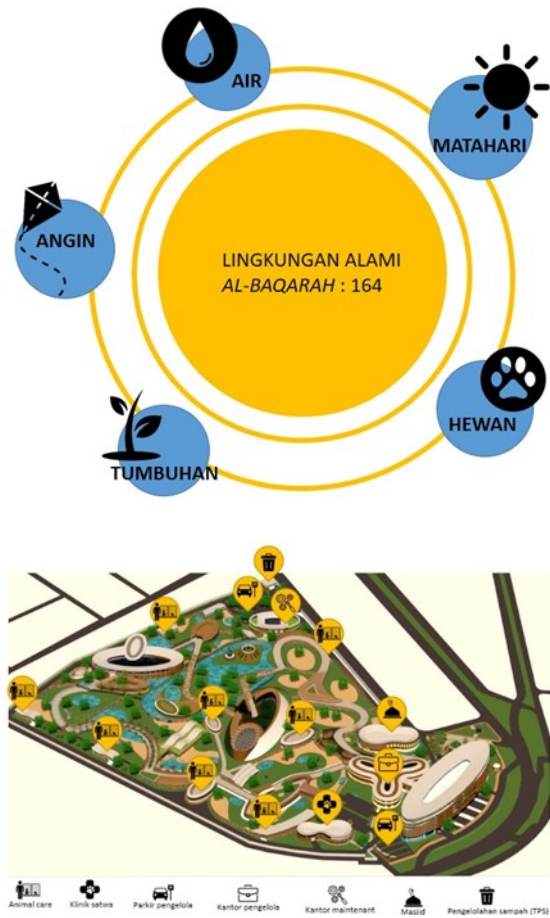 AIR
MATAHARI
ANGIN
LINGKUNGAN ALAMI
AL-BAQARAH : 164
HEWAN
TUMBUHAN
Animal care
Klinik satwa
Parkir pengelola
Kantor pengelola
Kantor maintenant
Masjid
Pengelolahan sampah (TPS)